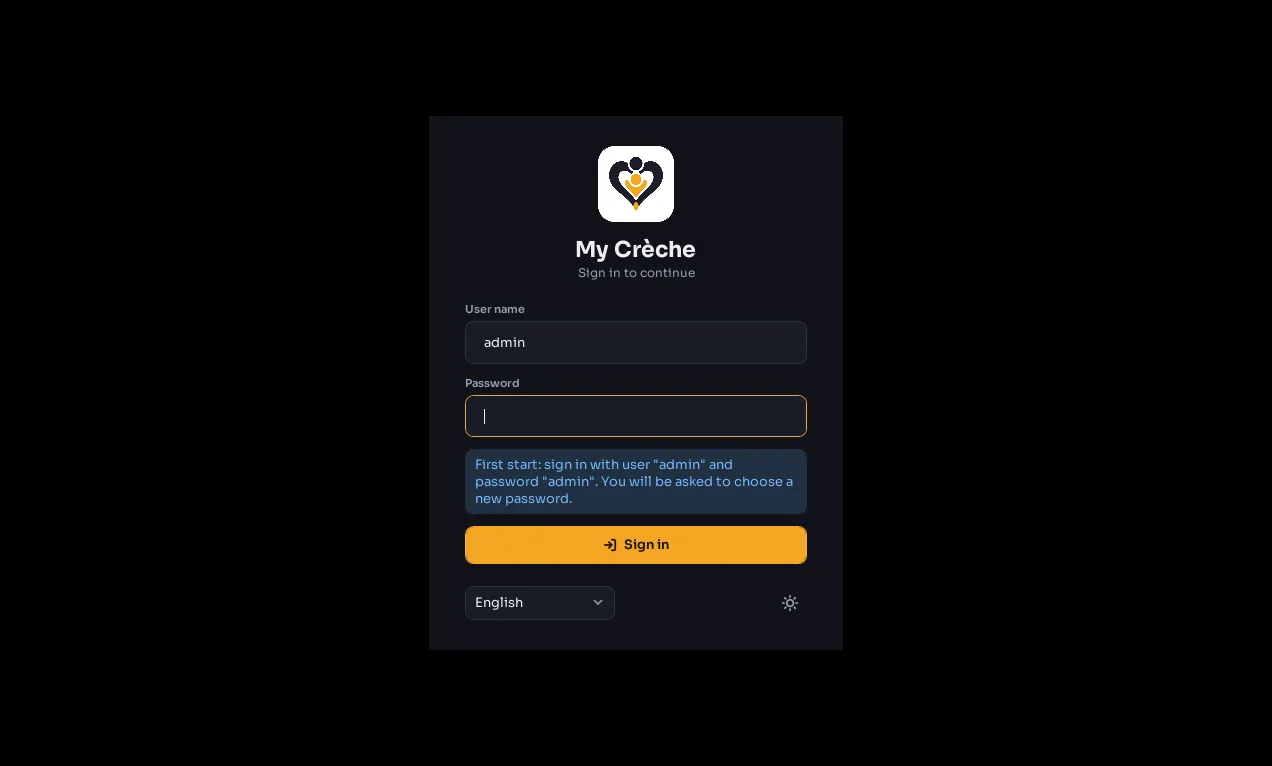 My Crèche
Sign in to continue
User name
admin
Password
First start: sign in with user "admin" and
password "admin". You will be asked to choose a
new password.
Sign in
English